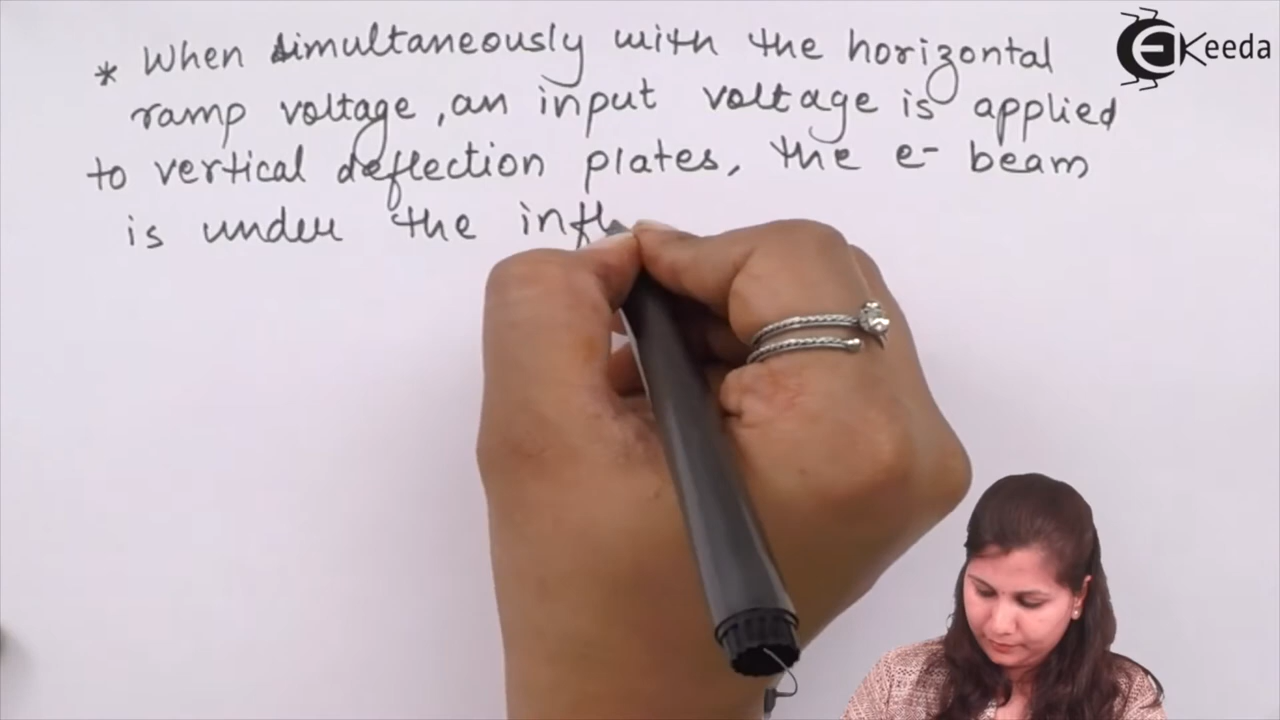 * When simultaneously with the horizontal
ramp voltage, an input voltage is applied
to vertical deflection plates, the e- beam
is under the infl
EKeeda